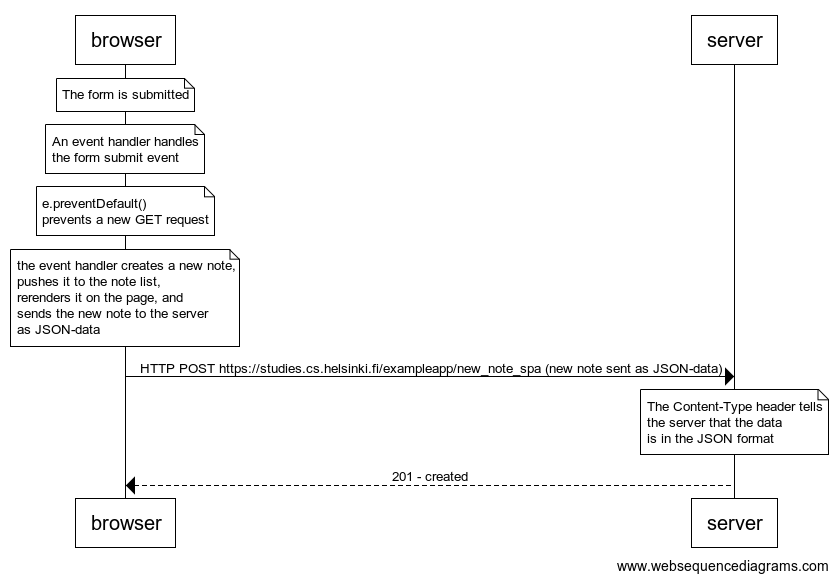 browser
server
The form is submitted
An event handler handles
the form submit event
e.preventDefault()
prevents a new GET request
the event handler creates a new note,
pushes it to the note list,
rerenders it on the page, and
sends the new note to the server
as JSON-data
HTTP POST https://studies.cs.helsinki.fi/exampleapp/new_note_spa (new note sent as JSON-data)
The Content-Type header tells
the server that the data
is in the JSON format
201 - created
browser
server
www.websequencediagrams.com